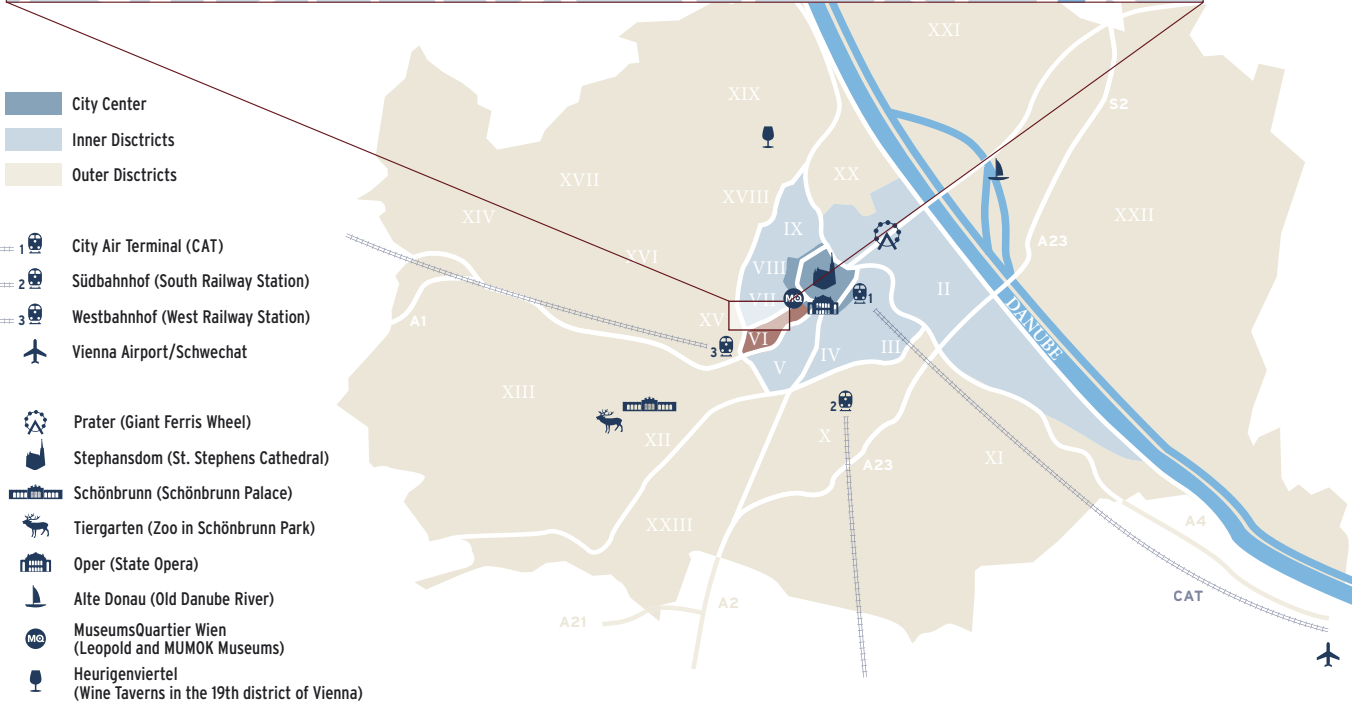 City Center
Inner Disctricts
Outer Disctricts
1 City Air Terminal (CAT)
2 Südbahnhof (South Railway Station)
3 Westbahnhof (West Railway Station)
Vienna Airport/Schwechat
Prater (Giant Ferris Wheel)
Stephansdom (St. Stephens Cathedral)
Schönbrunn (Schönbrunn Palace)
Tiergarten (Zoo in Schönbrunn Park)
Oper (State Opera)
Alte Donau (Old Danube River)
MQ
MuseumsQuartier Wien
(Leopold and MUMOK Museums)
Heurigenviertel
(Wine Taverns in the 19th district of Vienna)
XXI
XIX
S2
XX
XVII
XVIII
XIV
XXII
IX
A23
XVI
VIII
II
VII
MQ
1
XV
A1
DANUBE
VI
3
IV
III
V
XIII
2
XII
X
XI
A23
XXIII
A4
CAT
A2
A21